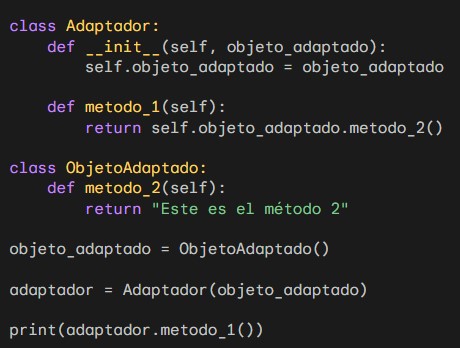 class Adaptador:
    def __init__(self, objeto_adaptado):
        self.objeto_adaptado = objeto_adaptado
    def metodo_1(self):
        return self.objeto_adaptado.metodo_2()
class ObjetoAdaptado:
    def metodo_2(self):
        return "Este es el método 2"
objeto_adaptado = ObjetoAdaptado()
adaptador = Adaptador(objeto_adaptado)
print(adaptador.metodo_1())